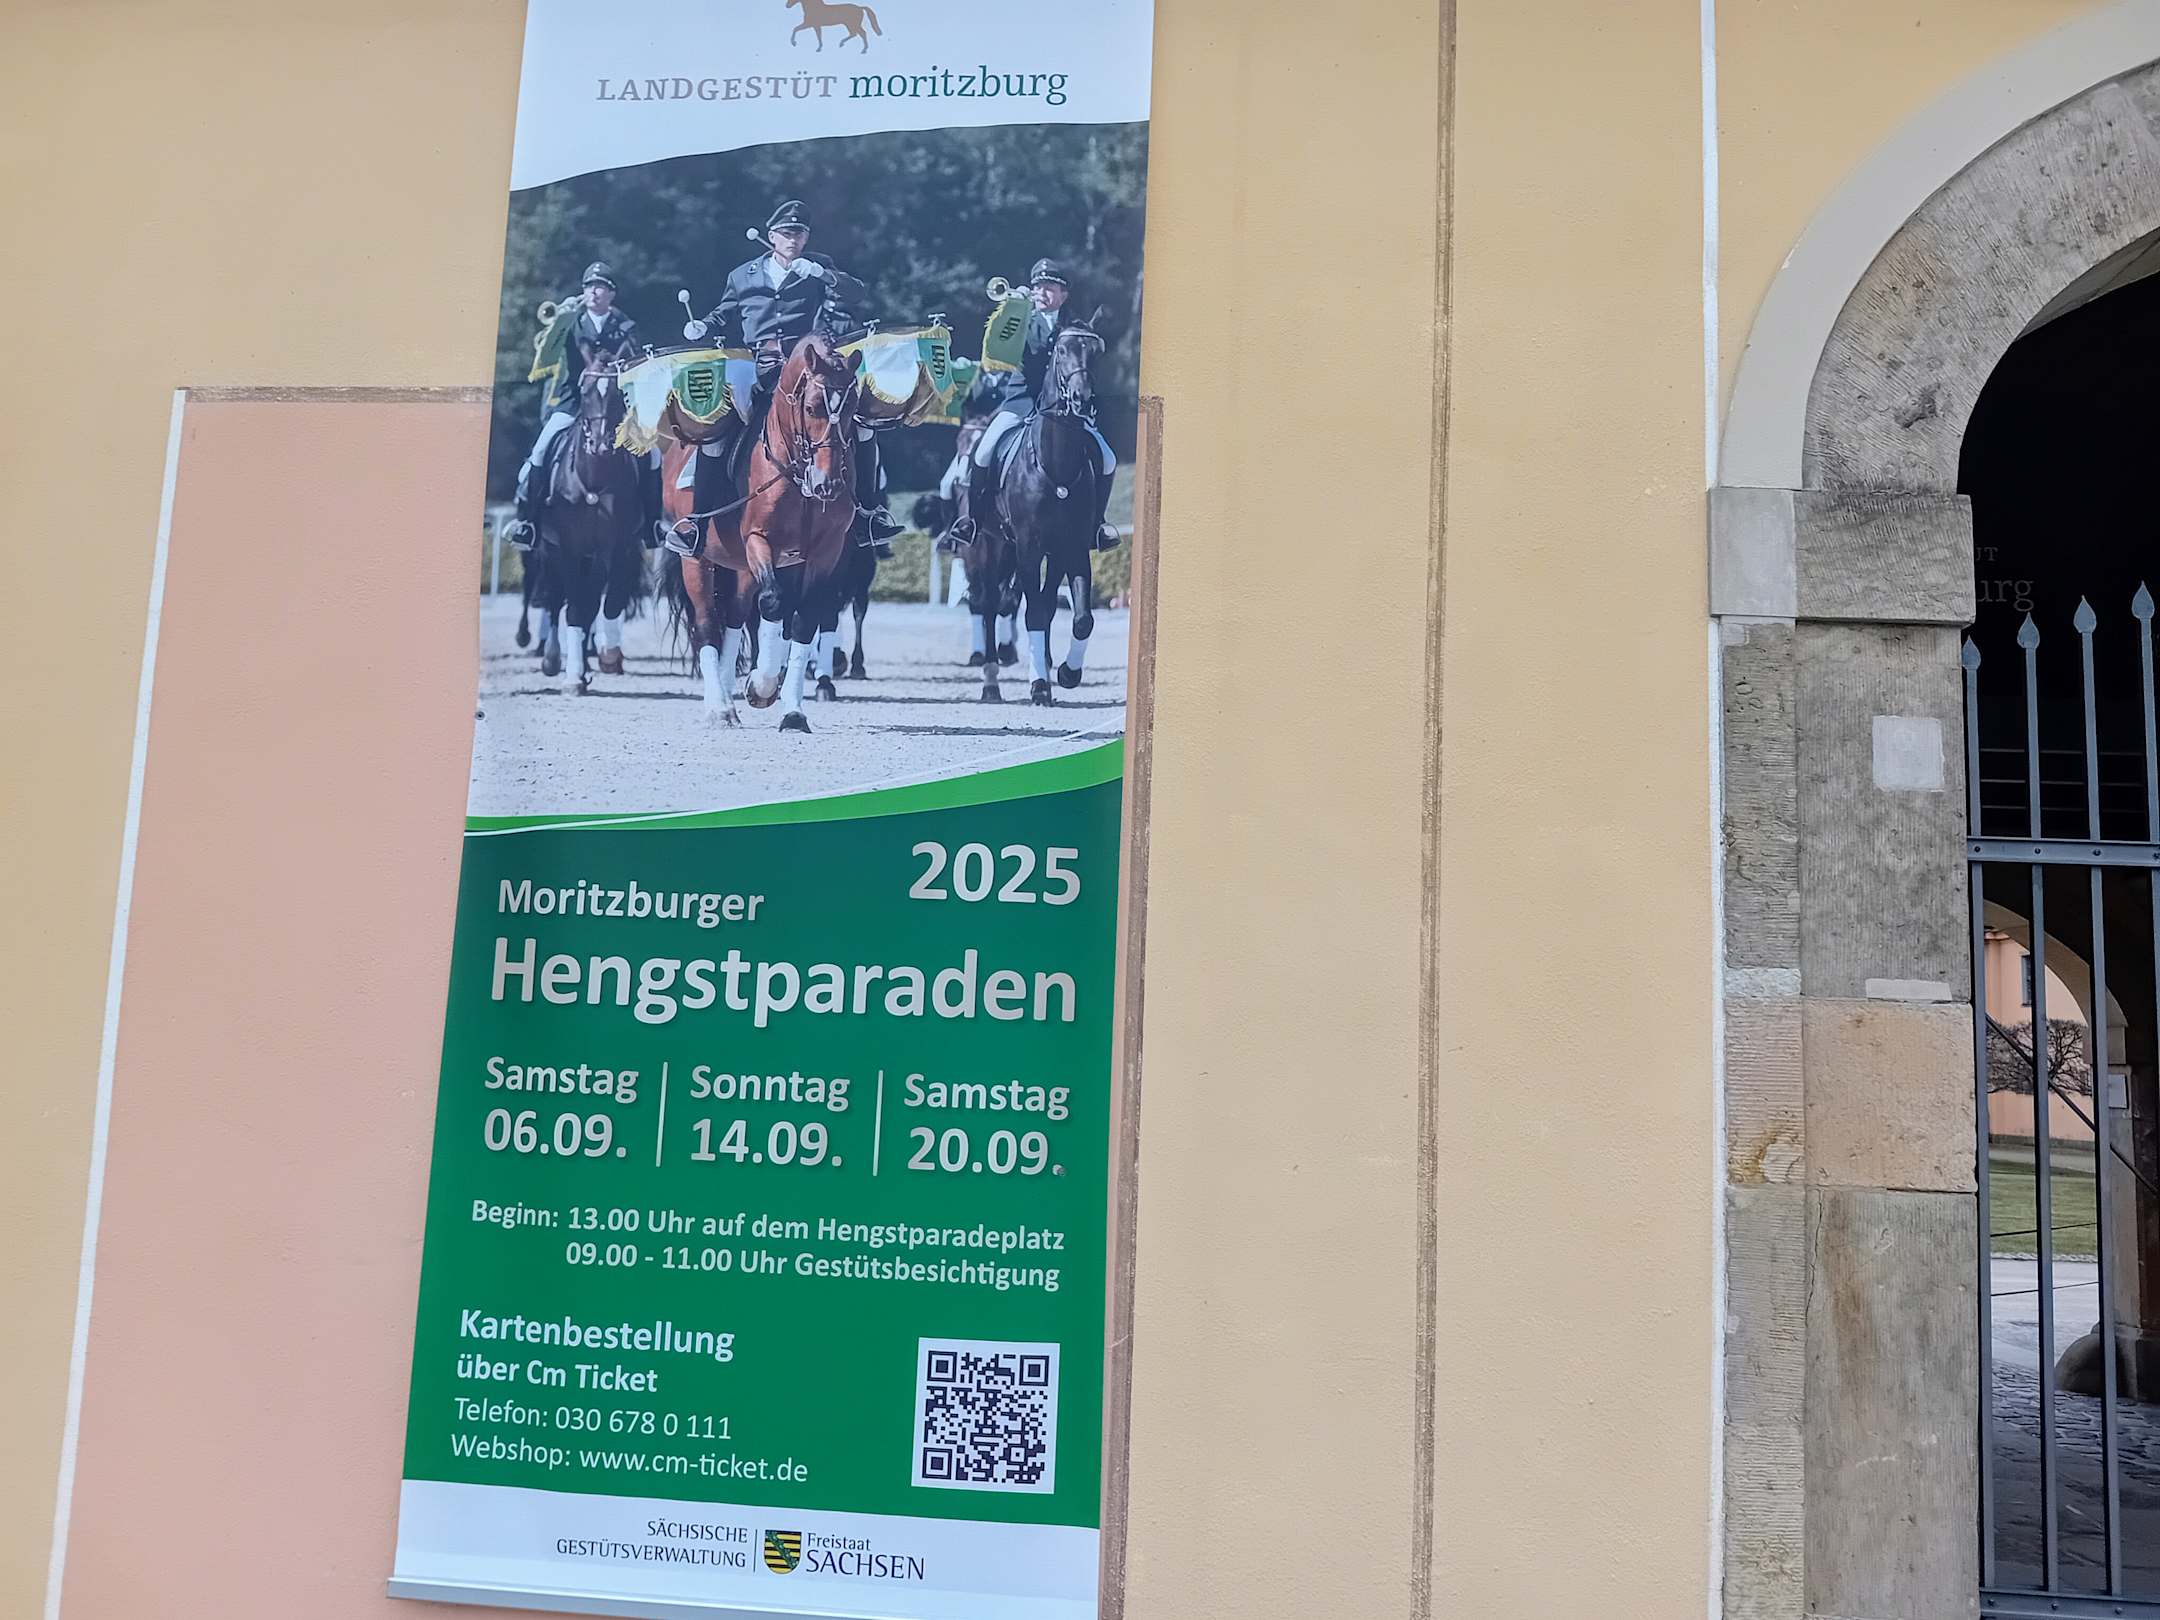 LANDGESTÜT moritzburg
2025
Moritzburger
Hengstparaden
Samstag | Sonntag | Samstag
06.09. | 14.09. | 20.09.
Beginn: 13.00 Uhr auf dem Hengstparadeplatz
09.00 - 11.00 Uhr Gestütsbesichtigung
Kartenbestellung
über Cm Ticket
Telefon: 030 678 0 111
Webshop: www.cm-ticket.de
SÄCHSISCHE
GESTÜTSVERWALTUNG
Freistaat
SACHSEN